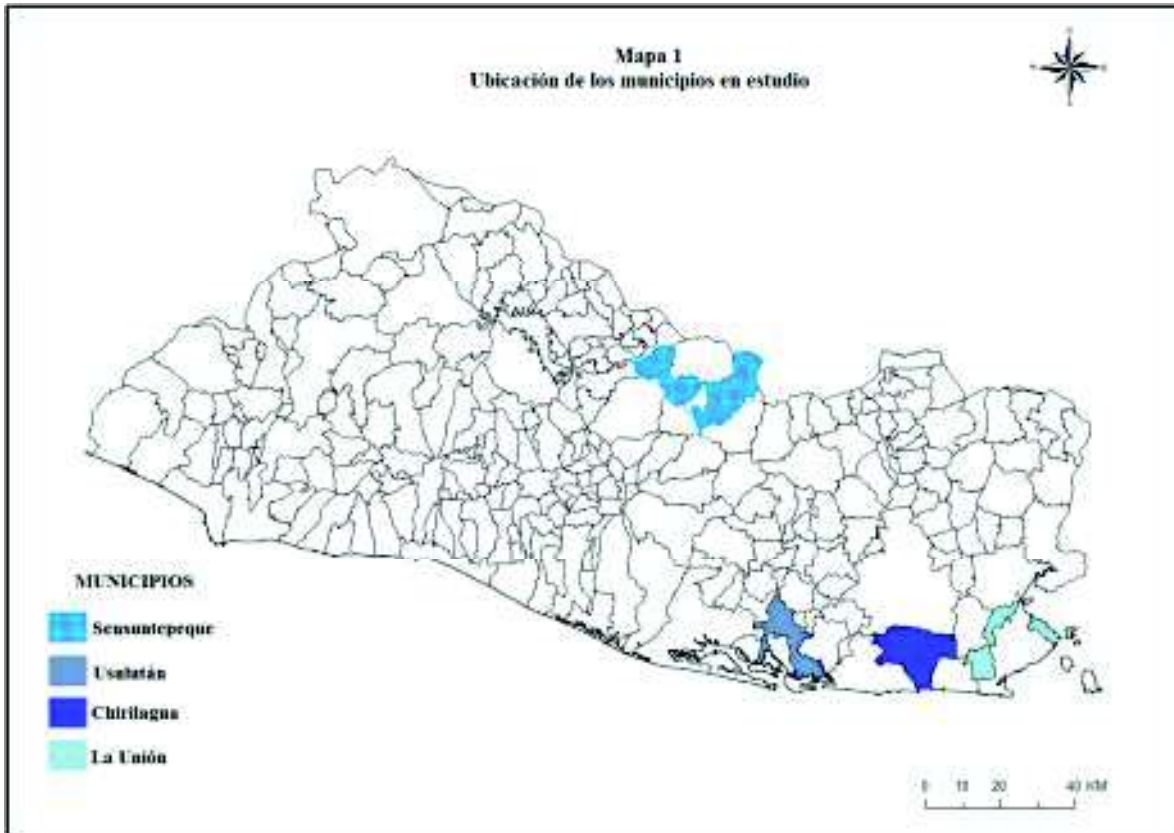 Mapa 1
Ubicación de los municipios en estudio
MUNICIPIOS
Sensuntepeque
Usulután
Chirilagua
La Unión
0 10 20 40 KM